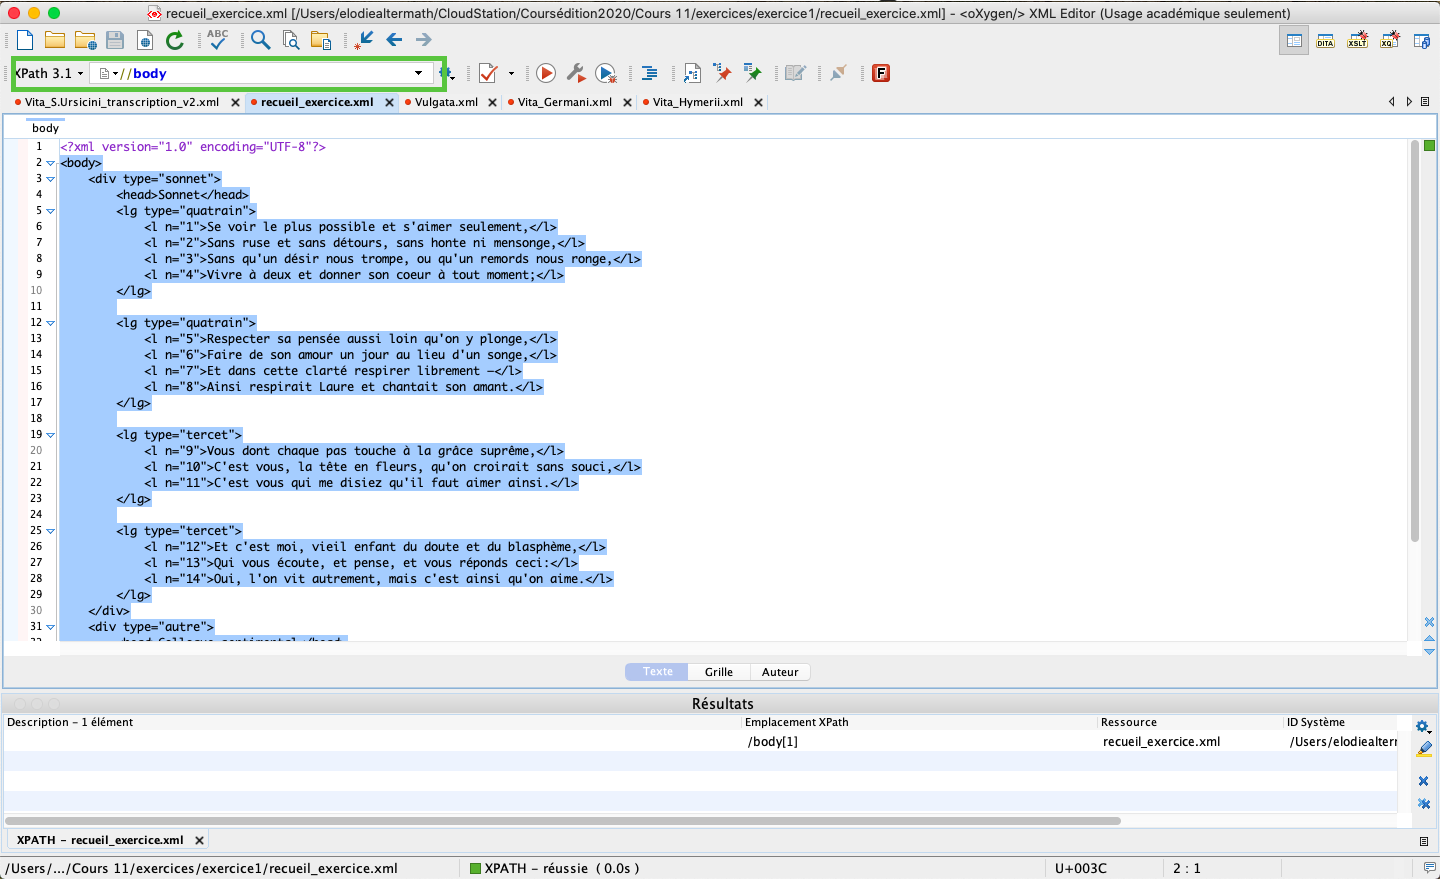 recueil_exercice.xml [/Users/elodiealtermath/CloudStation/Coursédition2020/Cours 11/exercices/exercice1/recueil_exercice.xml] - <oXygen/> XML Editor (Usage académique seulement)
ABC
DITA XSLT XQ
XPath 3.1 //body
F
Vita_S.Ursicini_transcription_v2.xml recueil_exercice.xml Vulgata.xml Vita_Germani.xml Vita_Hymerii.xml
body
1 <?xml version="1.0" encoding="UTF-8"?>
2 <body>
3 <div type="sonnet">
4 <head>Sonnet</head>
5 <lg type="quatrain">
6 <l n="1">Se voir le plus possible et s'aimer seulement,</l>
7 <l n="2">Sans ruse et sans détours, sans honte ni mensonge,</l>
8 <l n="3">Sans qu'un désir nous trompe, ou qu'un remords nous ronge,</l>
9 <l n="4">Vivre à deux et donner son coeur à tout moment;</l>
10 </lg>
11
12 <lg type="quatrain">
13 <l n="5">Respecter sa pensée aussi loin qu'on y plonge,</l>
14 <l n="6">Faire de son amour un jour au lieu d'un songe,</l>
15 <l n="7">Et dans cette clarté respirer librement —</l>
16 <l n="8">Ainsi respirait Laure et chantait son amant.</l>
17 </lg>
18
19 <lg type="tercet">
20 <l n="9">Vous dont chaque pas touche à la grâce suprême,</l>
21 <l n="10">C'est vous, la tête en fleurs, qu'on croirait sans souci,</l>
22 <l n="11">C'est vous qui me disiez qu'il faut aimer ainsi.</l>
23 </lg>
24
25 <lg type="tercet">
26 <l n="12">Et c'est moi, vieil enfant du doute et du blasphème,</l>
27 <l n="13">Qui vous écoute, et pense, et vous réponds ceci:</l>
28 <l n="14">Oui, l'on vit autrement, mais c'est ainsi qu'on aime.</l>
29 </lg>
30 </div>
31 <div type="autre">
Texte Grille Auteur
Résultats
Description – 1 élément Emplacement XPath Ressource ID Système
/body[1] recueil_exercice.xml /Users/elodiealterm
XPATH – recueil_exercice.xml
/Users/.../Cours 11/exercices/exercice1/recueil_exercice.xml XPATH – réussie (0.0s) U+003C 2 : 1